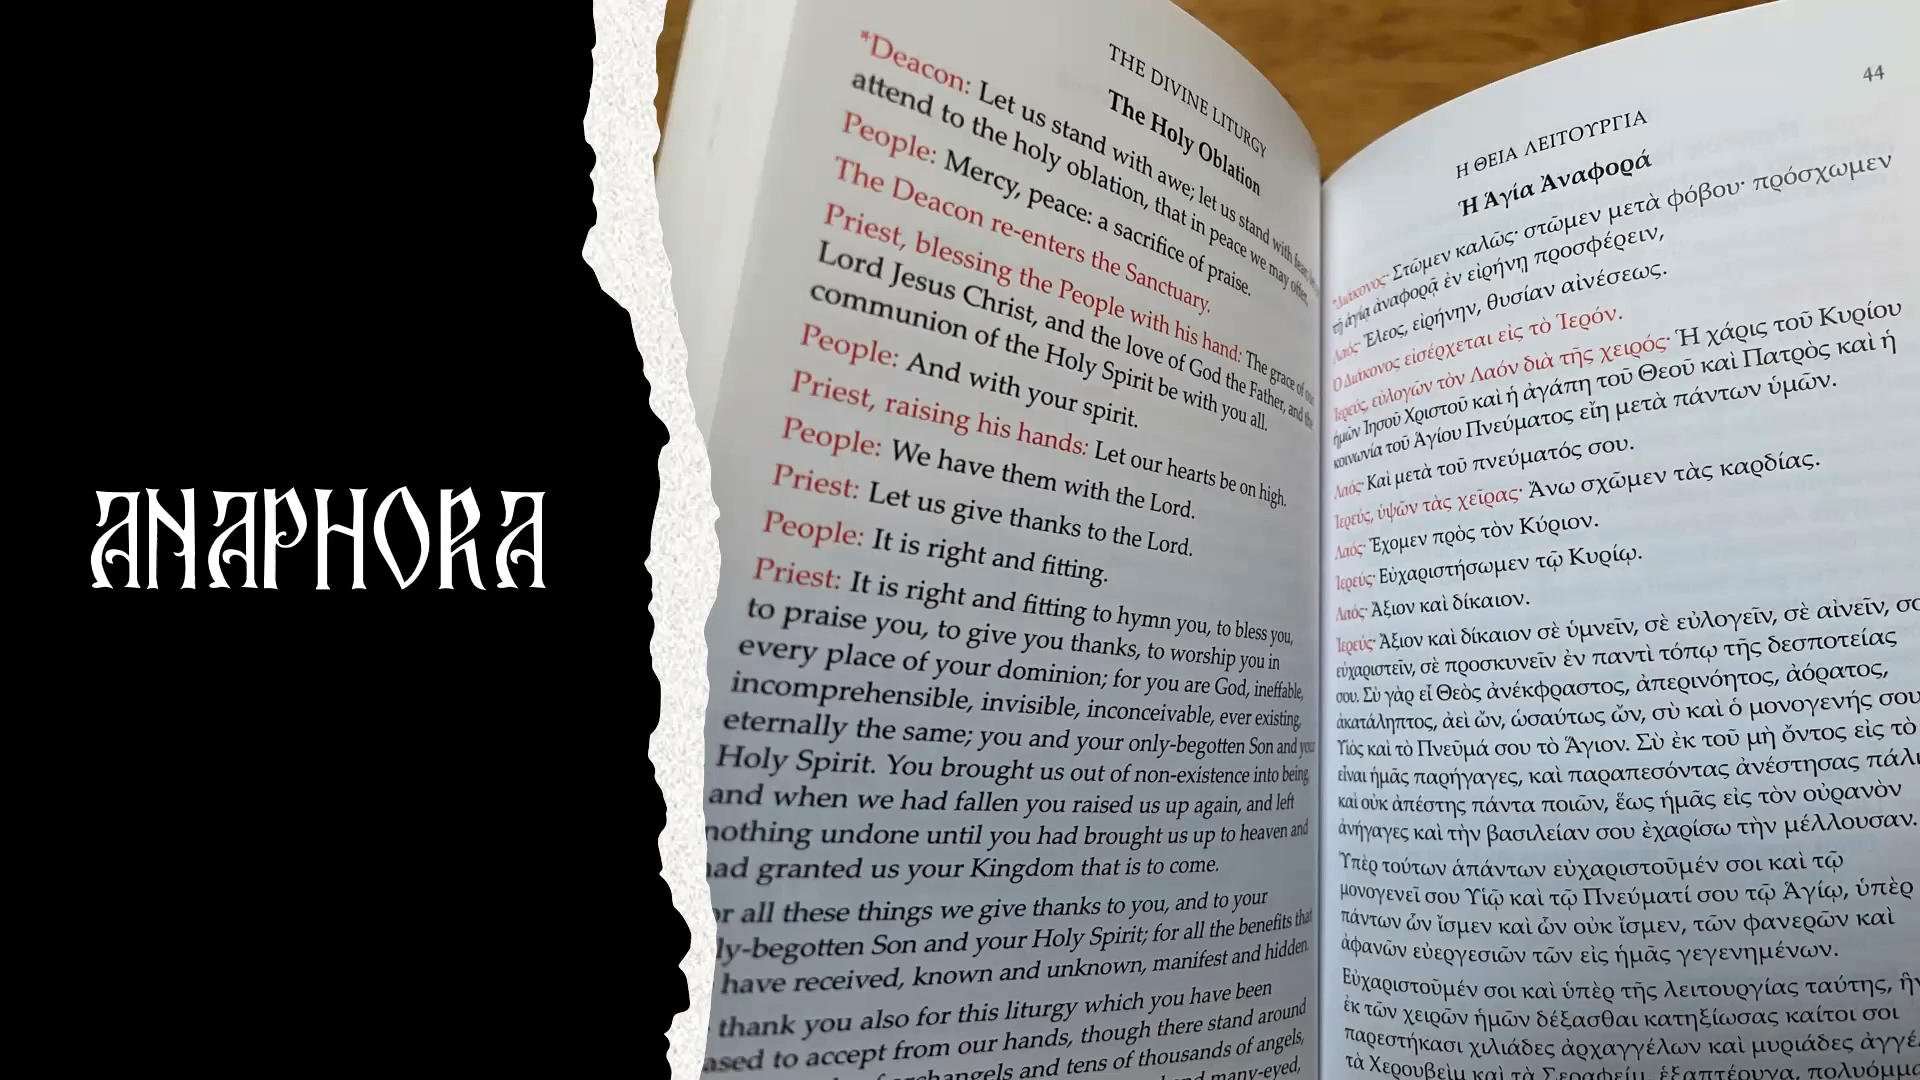 ANAPHORA
THE DIVINE LITURGY
The Holy Oblation
*Deacon: Let us stand with awe; let us stand with fear;
attend to the holy oblation, that in peace we may offer.
People: Mercy, peace: a sacrifice of praise.
The Deacon re-enters the Sanctuary.
Priest, blessing the People with his hand: The grace of our
Lord Jesus Christ, and the love of God the Father, and the
communion of the Holy Spirit be with you all.
People: And with your spirit.
Priest, raising his hands: Let our hearts be on high.
People: We have them with the Lord.
Priest: Let us give thanks to the Lord.
People: It is right and fitting.
Priest: It is right and fitting to hymn you, to bless you,
to praise you, to give you thanks, to worship you in
every place of your dominion; for you are God, ineffable,
incomprehensible, invisible, inconceivable, ever existing,
eternally the same; you and your only-begotten Son and your
Holy Spirit. You brought us out of non-existence into being,
and when we had fallen you raised us up again, and left
nothing undone until you had brought us up to heaven and
had granted us your Kingdom that is to come.
all these things we give thanks to you, and to your
only-begotten Son and your Holy Spirit; for all the benefits that
have received, known and unknown, manifest and hidden.
thank you also for this liturgy which you have been
to accept from our hands, though there stand around
of archangels and tens of thousands of angels,
and many-eyed,
44
Η ΘΕΙΑ ΛΕΙΤΟΥΡΓΙΑ
Ἡ Ἁγία Ἀναφορά
*Διάκονος· Στῶμεν καλῶς· στῶμεν μετὰ φόβου· πρόσχωμεν
τῇ ἁγίᾳ ἀναφορᾷ ἐν εἰρήνῃ προσφέρειν,
Λαός· Ἔλεος, εἰρήνην, θυσίαν αἰνέσεως.
Ὁ Διάκονος εἰσέρχεται εἰς τὸ Ἱερόν.
Ἱερεύς, εὐλογῶν τὸν Λαόν διὰ τῆς χειρός· Ἡ χάρις τοῦ Κυρίου
ἡμῶν Ἰησοῦ Χριστοῦ καὶ ἡ ἀγάπη τοῦ Θεοῦ καὶ Πατρὸς καὶ ἡ
κοινωνία τοῦ Ἁγίου Πνεύματος εἴη μετὰ πάντων ὑμῶν.
Λαός· Καὶ μετὰ τοῦ πνεύματός σου.
Ἱερεύς, ὑψῶν τὰς χεῖρας· Ἄνω σχῶμεν τὰς καρδίας.
Λαός· Ἔχομεν πρὸς τὸν Κύριον.
Ἱερεύς· Εὐχαριστήσωμεν τῷ Κυρίῳ.
Λαός· Ἄξιον καὶ δίκαιον.
Ἱερεύς· Ἄξιον καὶ δίκαιον σὲ ὑμνεῖν, σὲ εὐλογεῖν, σὲ αἰνεῖν,
εὐχαριστεῖν, σὲ προσκυνεῖν ἐν παντὶ τόπῳ τῆς δεσποτείας
σου. Σὺ γὰρ εἶ Θεὸς ἀνέκφραστος, ἀπερινόητος, ἀόρατος,
ἀκατάληπτος, ἀεὶ ὤν, ὡσαύτως ὤν, σὺ καὶ ὁ μονογενής σου
Υἱός καὶ τὸ Πνεῦμά σου τὸ Ἅγιον. Σὺ ἐκ τοῦ μὴ ὄντος εἰς τὸ
εἶναι ἡμᾶς παρήγαγες, καὶ παραπεσόντας ἀνέστησας πάλιν
καὶ οὐκ ἀπέστης πάντα ποιῶν, ἕως ἡμᾶς εἰς τὸν οὐρανὸν
ἀνήγαγες καὶ τὴν βασιλείαν σου ἐχαρίσω τὴν μέλλουσαν.
Ὑπὲρ τούτων ἁπάντων εὐχαριστοῦμέν σοι καὶ τῷ
μονογενεῖ σου Υἱῷ καὶ τῷ Πνεύματί σου τῷ Ἁγίῳ, ὑπὲρ
πάντων ὧν ἴσμεν καὶ ὧν οὐκ ἴσμεν, τῶν φανερῶν καὶ
ἀφανῶν εὐεργεσιῶν τῶν εἰς ἡμᾶς γεγενημένων.
Εὐχαριστοῦμέν σοι καὶ ὑπὲρ τῆς λειτουργίας ταύτης, ἣν
ἐκ τῶν χειρῶν ἡμῶν δέξασθαι κατηξίωσας καίτοι σοι
παρεστήκασι χιλιάδες ἀρχαγγέλων καὶ μυριάδες
τὰ Χερουβεὶμ καὶ τὰ Σεραφείμ, ἑξαπτέρυγα,